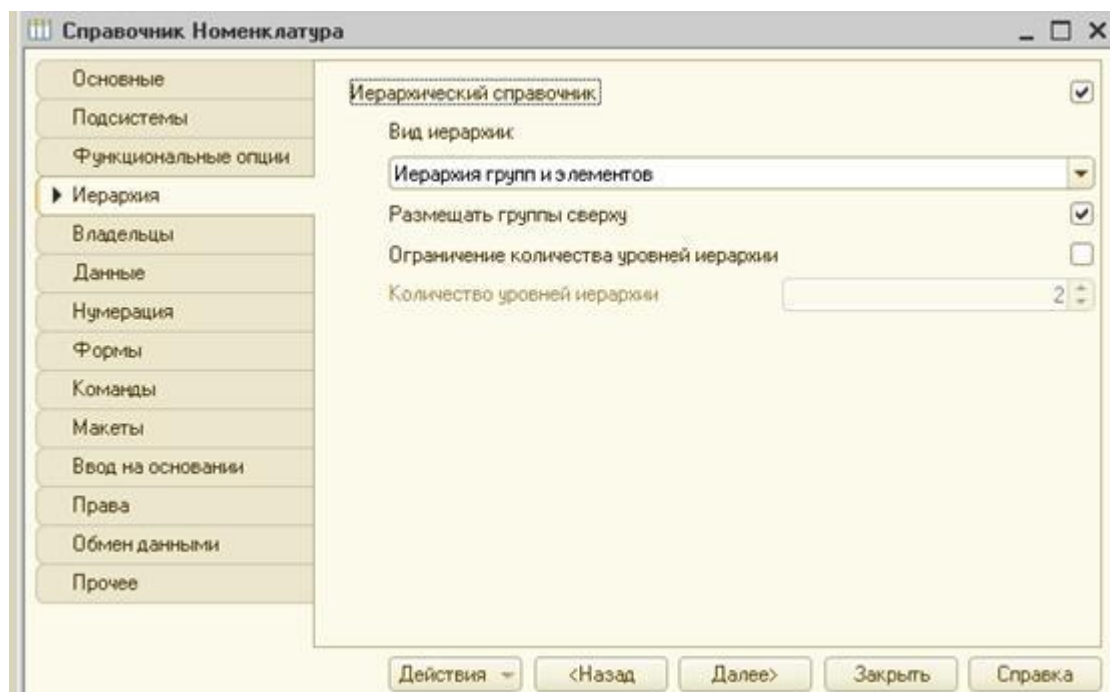 Справочник Номенклатура
Основные
Подсистемы
Функциональные опции
Иерархия
Владельцы
Данные
Нумерация
Формы
Команды
Макеты
Ввод на основании
Права
Обмен данными
Прочее
Иерархический справочник
Вид иерархии:
Иерархия групп и элементов
Размещать группы сверху
Ограничение количества уровней иерархии
Количество уровней иерархии 2
Действия <Назад Далее> Закрыть Справка